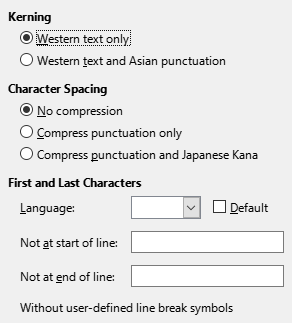 Kerning
Western text only
Western text and Asian punctuation
Character Spacing
No compression
Compress punctuation only
Compress punctuation and Japanese Kana
First and Last Characters
Language: Default
Not at start of line:
Not at end of line:
Without user-defined line break symbols